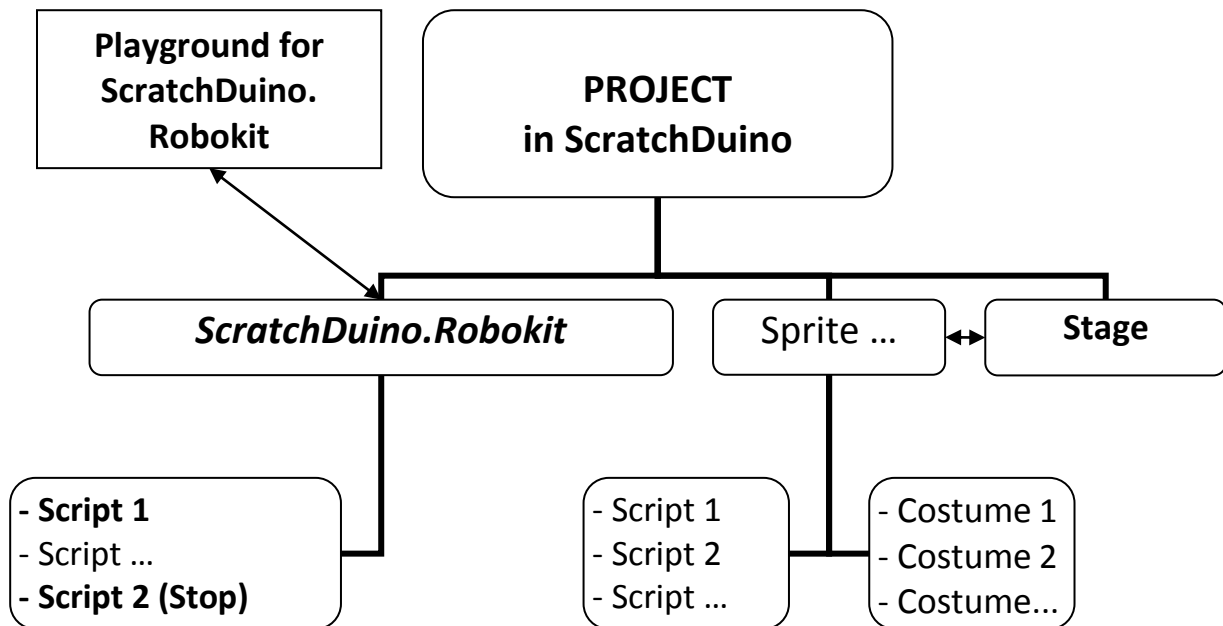 Playground for
ScratchDuino.
Robokit
PROJECT
in ScratchDuino
ScratchDuino.Robokit
Sprite ...
Stage
- Script 1
- Script ...
- Script 2 (Stop)
- Script 1
- Script 2
- Script ...
- Costume 1
- Costume 2
- Costume...